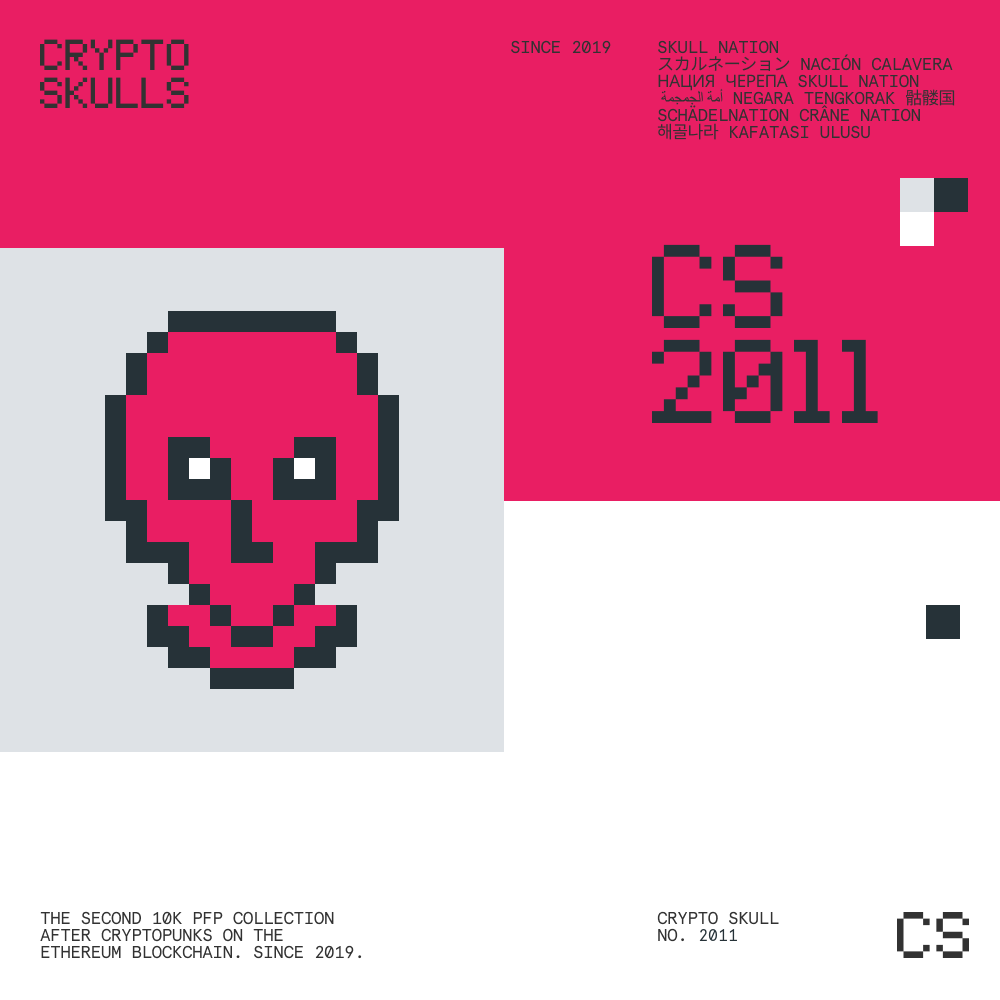 CRYPTO
SKULLS
SINCE 2019
SKULL NATION
スカルネーション NACIÓN CALAVERA
НАЦИЯ ЧЕРЕПА SKULL NATION
أمة الجمجمة NEGARA TENGKORAK 骷髅国
SCHÄDELNATION CRÂNE NATION
해골나라 KAFATASI ULUSU
CS
2011
THE SECOND 10K PFP COLLECTION
AFTER CRYPTOPUNKS ON THE
ETHEREUM BLOCKCHAIN. SINCE 2019.
CRYPTO SKULL
NO. 2011
CS